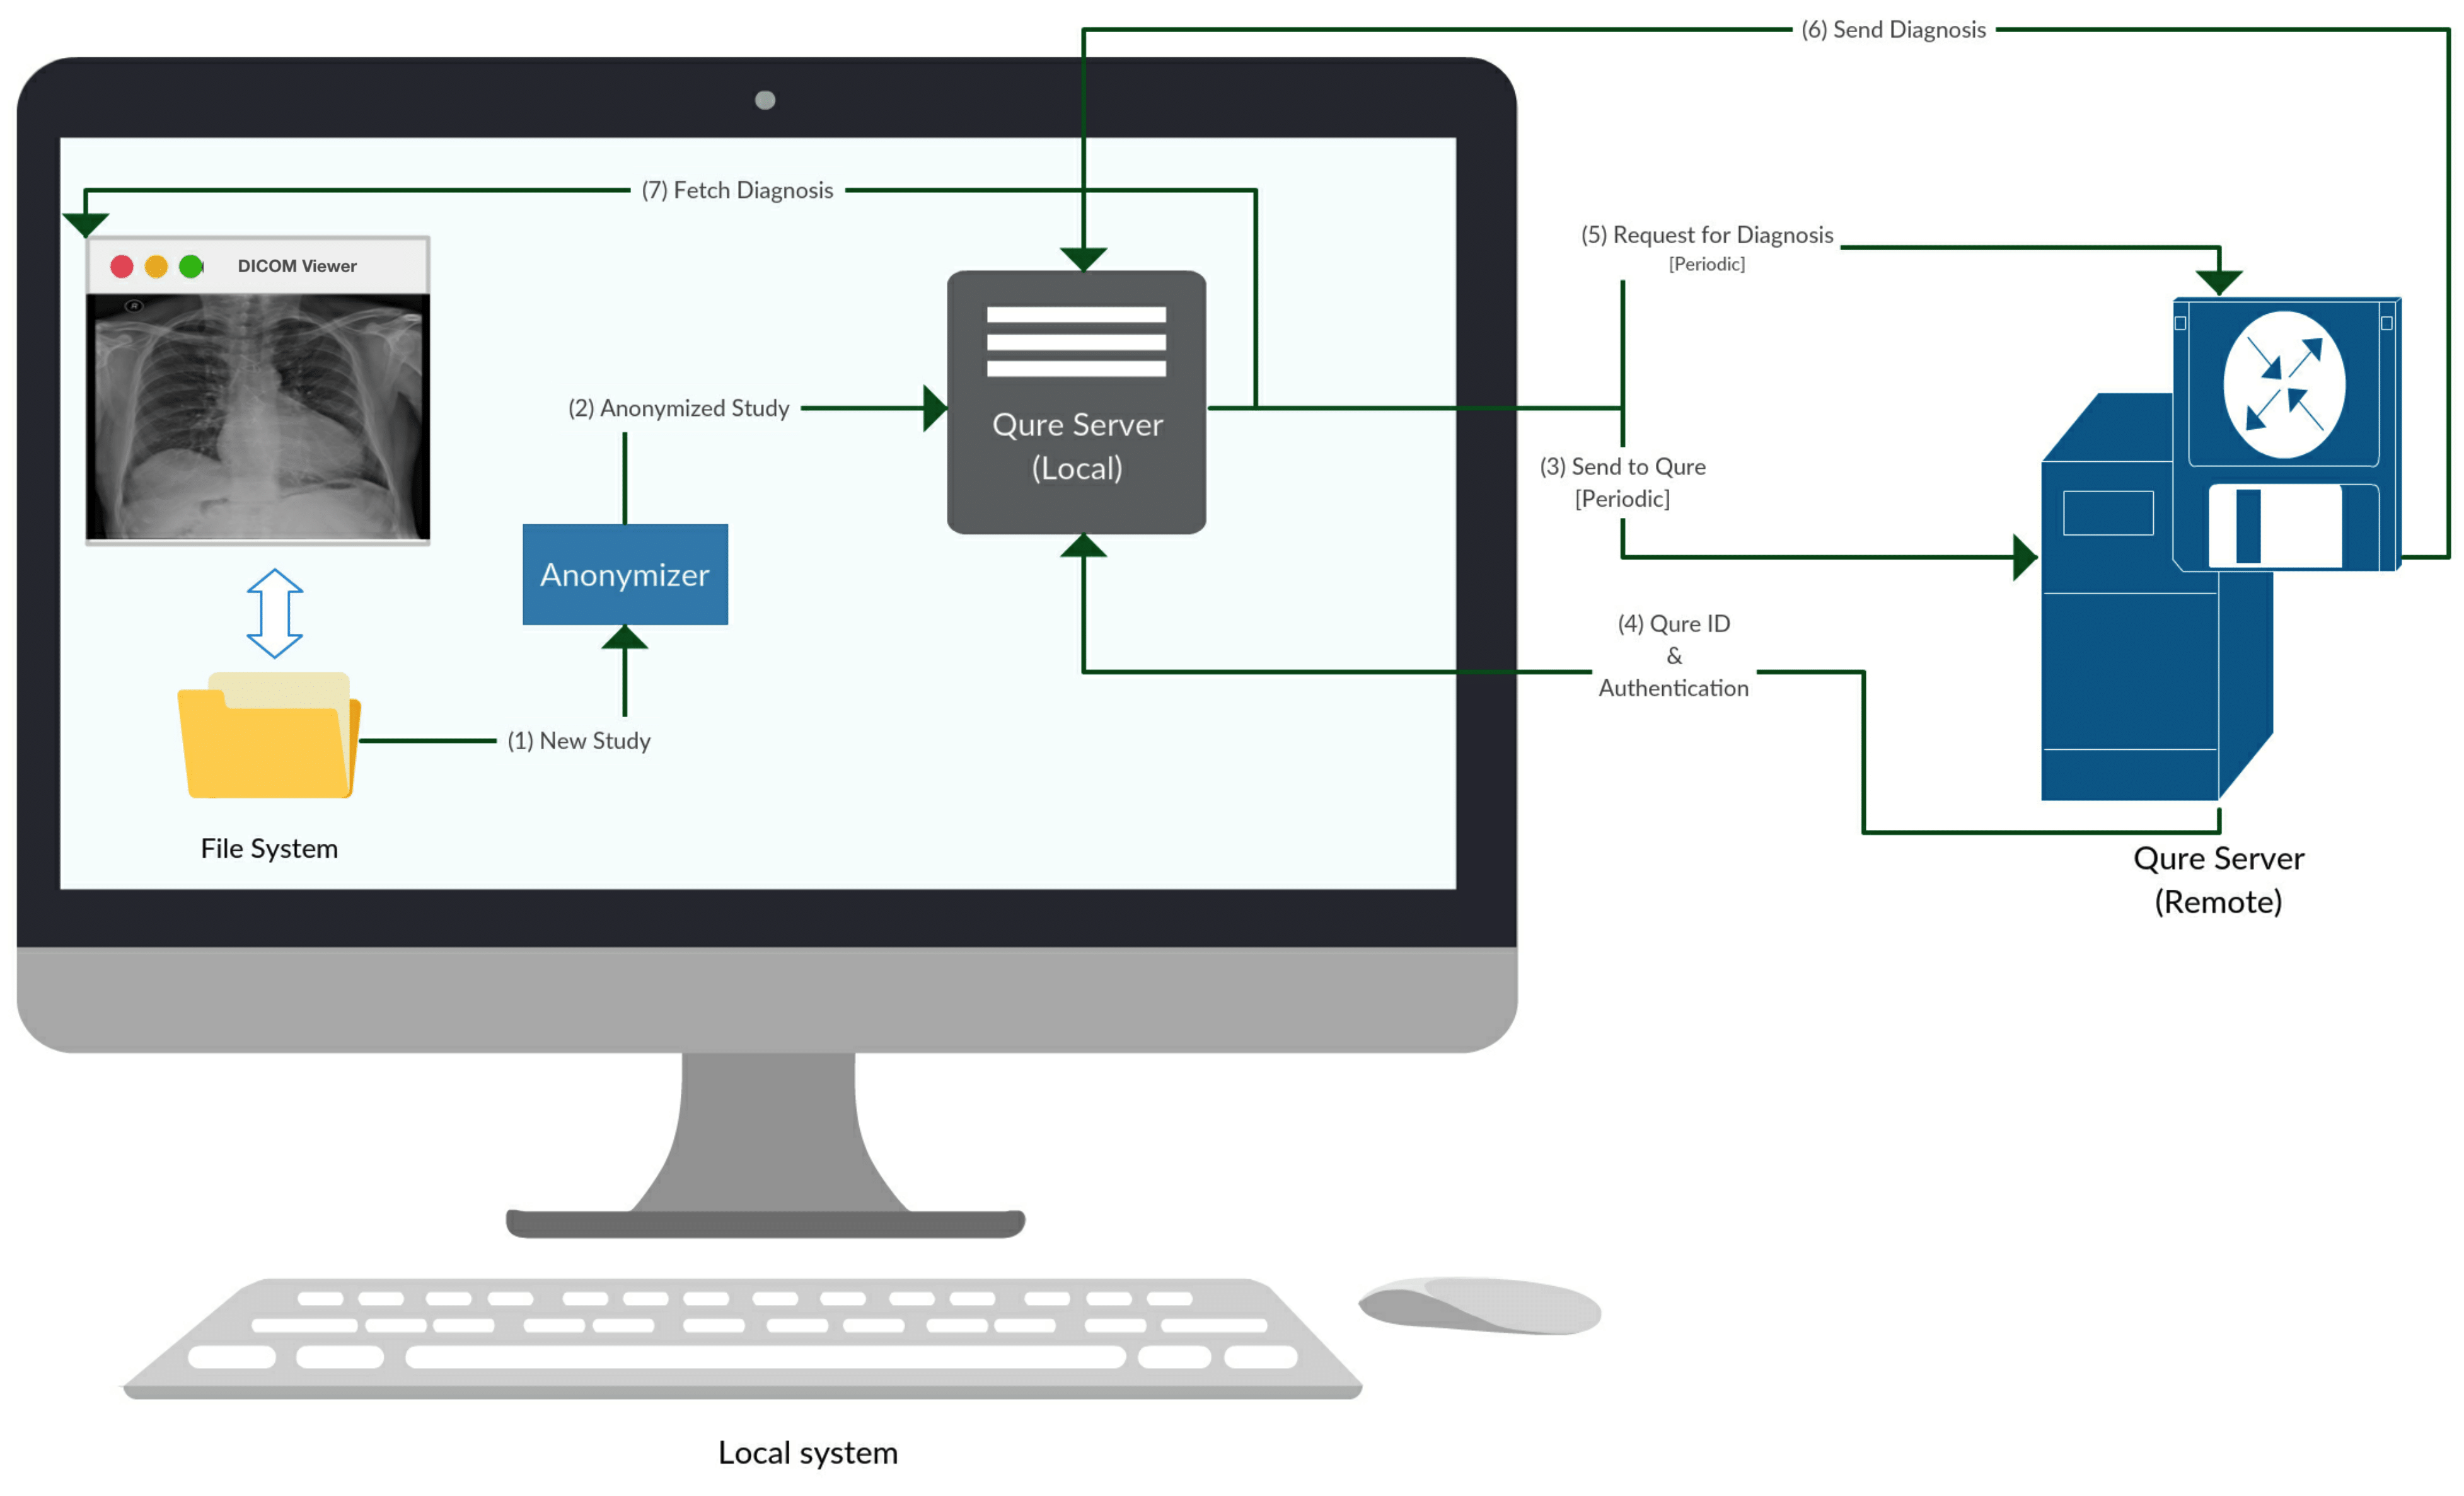 (6) Send Diagnosis
(7) Fetch Diagnosis
(5) Request for Diagnosis
[Periodic]
DICOM Viewer
R
(2) Anonymized Study
Qure Server
(Local)
(3) Send to Qure
[Periodic]
Anonymizer
(4) Qure ID
&
Authentication
(1) New Study
File System
Qure Server
(Remote)
Local system